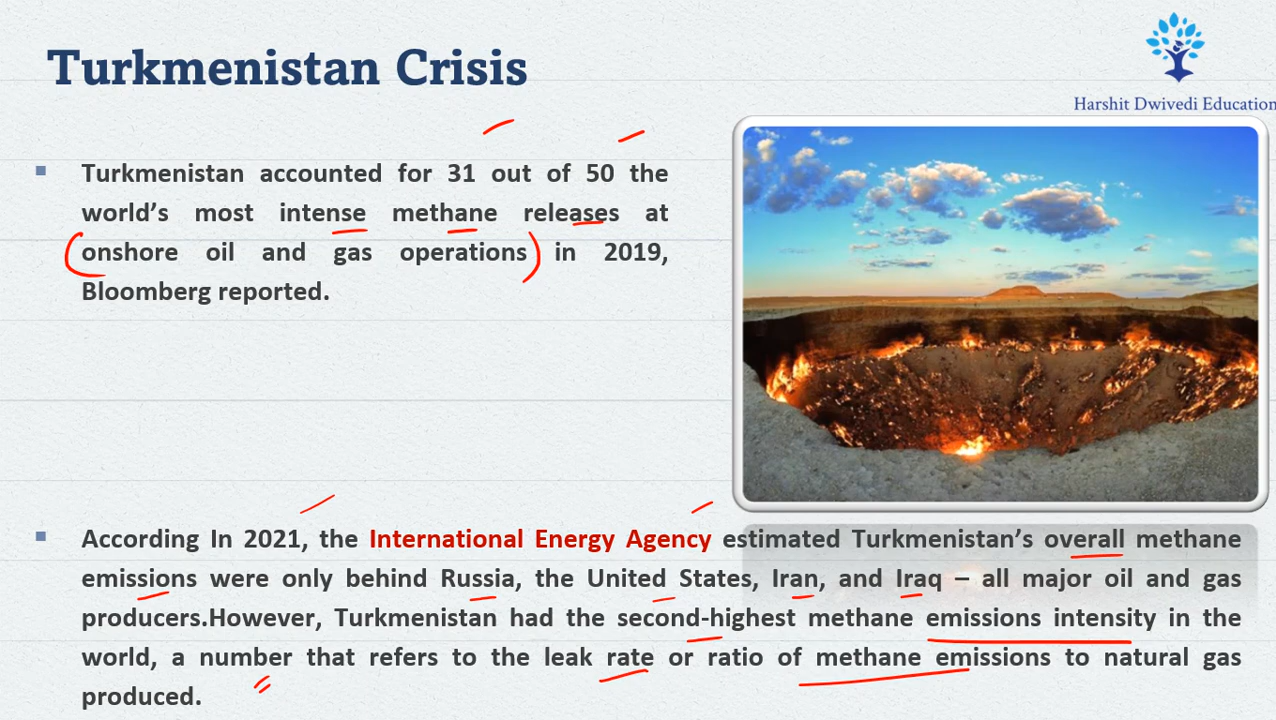 Turkmenistan Crisis
Harshit Dwivedi Education
Turkmenistan accounted for 31 out of 50 the
world's most intense methane releases at
onshore oil and gas operations in 2019,
Bloomberg reported.
According In 2021, the International Energy Agency estimated Turkmenistan's overall methane
emissions were only behind Russia, the United States, Iran, and Iraq – all major oil and gas
producers.However, Turkmenistan had the second-highest methane emissions intensity in the
world, a number that refers to the leak rate or ratio of methane emissions to natural gas
produced.